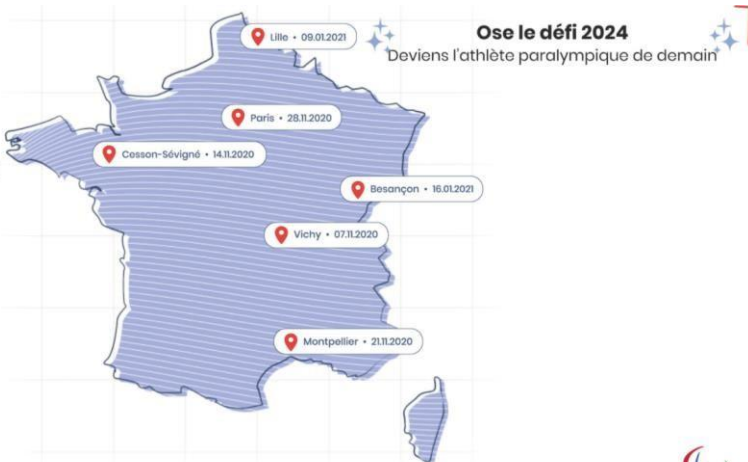 Ose le défi 2024
Deviens l'athlète paralympique de demain
Lille • 09.01.2021
Paris • 28.11.2020
Cosson-Sévigné • 14.11.2020
Besançon • 16.01.2021
Vichy • 07.11.2020
Montpellier • 21.11.2020